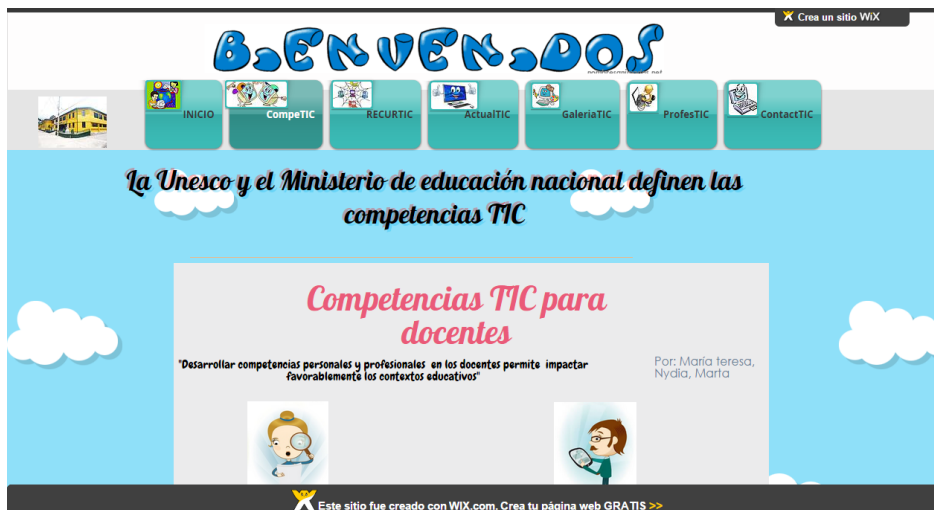 Crea un sitio WiX
BiENVENiDOS
INICIO
CompeTIC
RECURTIC
ActualTIC
GaleriaTIC
ProfesTIC
ContactTIC
La Unesco y el Ministerio de educación nacional definen las
competencias TIC
Competencias TIC para
docentes
"Desarrollar competencias personales y profesionales en los docentes permite impactar
favorablemente los contextos educativos"
Por: María teresa,
Nydia, Marta
Este sitio fue creado con WIX.com. Crea tu página web GRATIS >>